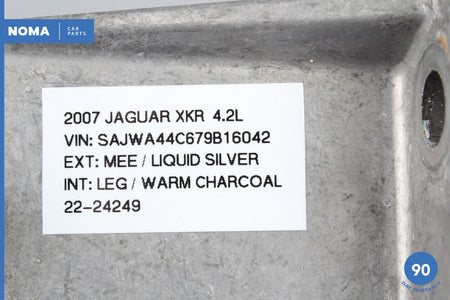 NOMA CAR PARTS
2007 JAGUAR XKR 4.2L
VIN: SAJWA44C679B16042
EXT: MEE / LIQUID SILVER
INT: LEG / WARM CHARCOAL
22-24249
90
DAY WARRANTY